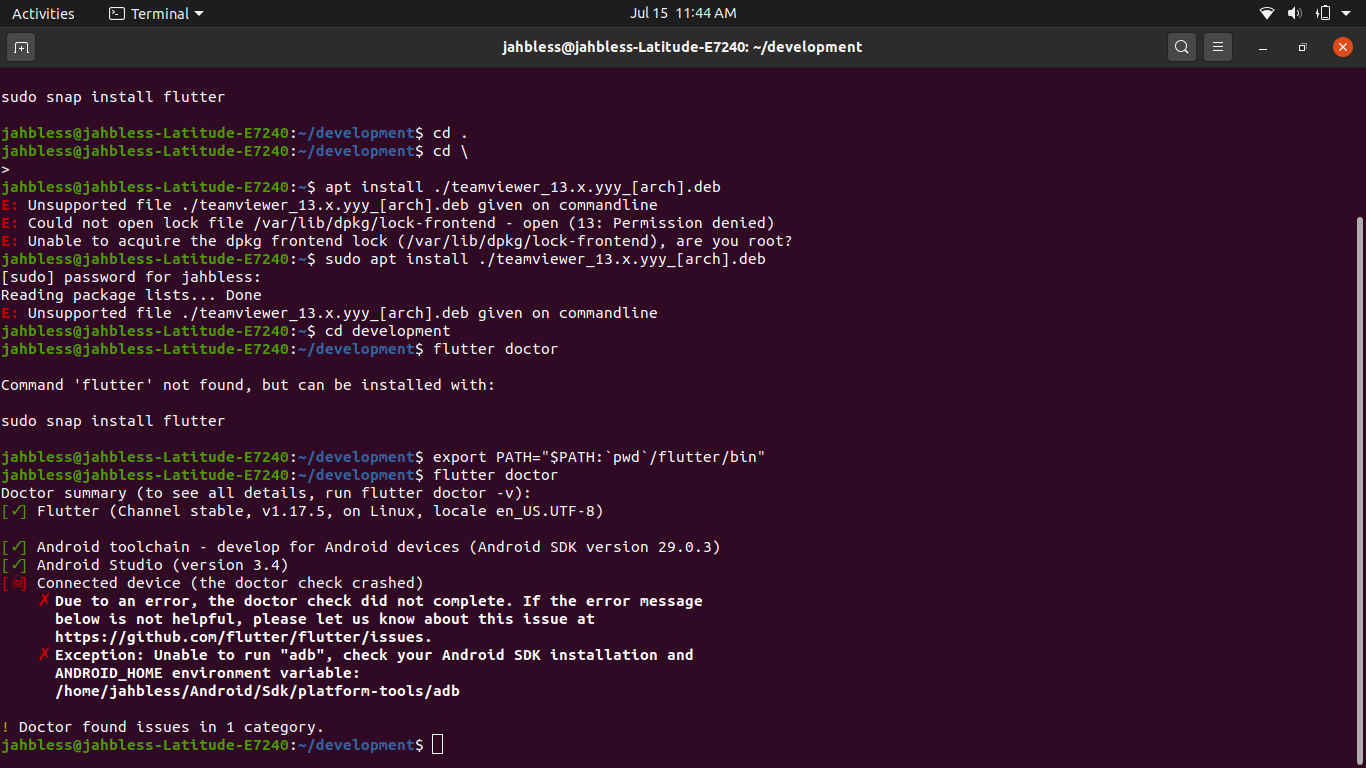 Activities
Terminal
Jul 15 11:44 AM
jahbless@jahbless-Latitude-E7240: ~/development
sudo snap install flutter
jahbless@jahbless-Latitude-E7240:~/development$ cd .
jahbless@jahbless-Latitude-E7240:~/development$ cd \
>
jahbless@jahbless-Latitude-E7240:~$ apt install ./teamviewer_13.x.yyy_[arch].deb
E: Unsupported file ./teamviewer_13.x.yyy_[arch].deb given on commandline
E: Could not open lock file /var/lib/dpkg/lock-frontend - open (13: Permission denied)
E: Unable to acquire the dpkg frontend lock (/var/lib/dpkg/lock-frontend), are you root?
jahbless@jahbless-Latitude-E7240:~$ sudo apt install ./teamviewer_13.x.yyy_[arch].deb
[sudo] password for jahbless:
Reading package lists... Done
E: Unsupported file ./teamviewer_13.x.yyy_[arch].deb given on commandline
jahbless@jahbless-Latitude-E7240:~$ cd development
jahbless@jahbless-Latitude-E7240:~/development$ flutter doctor
Command 'flutter' not found, but can be installed with:
sudo snap install flutter
jahbless@jahbless-Latitude-E7240:~/development$ export PATH="$PATH:`pwd`/flutter/bin"
jahbless@jahbless-Latitude-E7240:~/development$ flutter doctor
Doctor summary (to see all details, run flutter doctor -v):
[✓] Flutter (Channel stable, v1.17.5, on Linux, locale en_US.UTF-8)
[✓] Android toolchain - develop for Android devices (Android SDK version 29.0.3)
[✓] Android Studio (version 3.4)
[☠] Connected device (the doctor check crashed)
✗ Due to an error, the doctor check did not complete. If the error message
below is not helpful, please let us know about this issue at
https://github.com/flutter/flutter/issues.
✗ Exception: Unable to run "adb", check your Android SDK installation and
ANDROID_HOME environment variable:
/home/jahbless/Android/Sdk/platform-tools/adb
! Doctor found issues in 1 category.
jahbless@jahbless-Latitude-E7240:~/development$